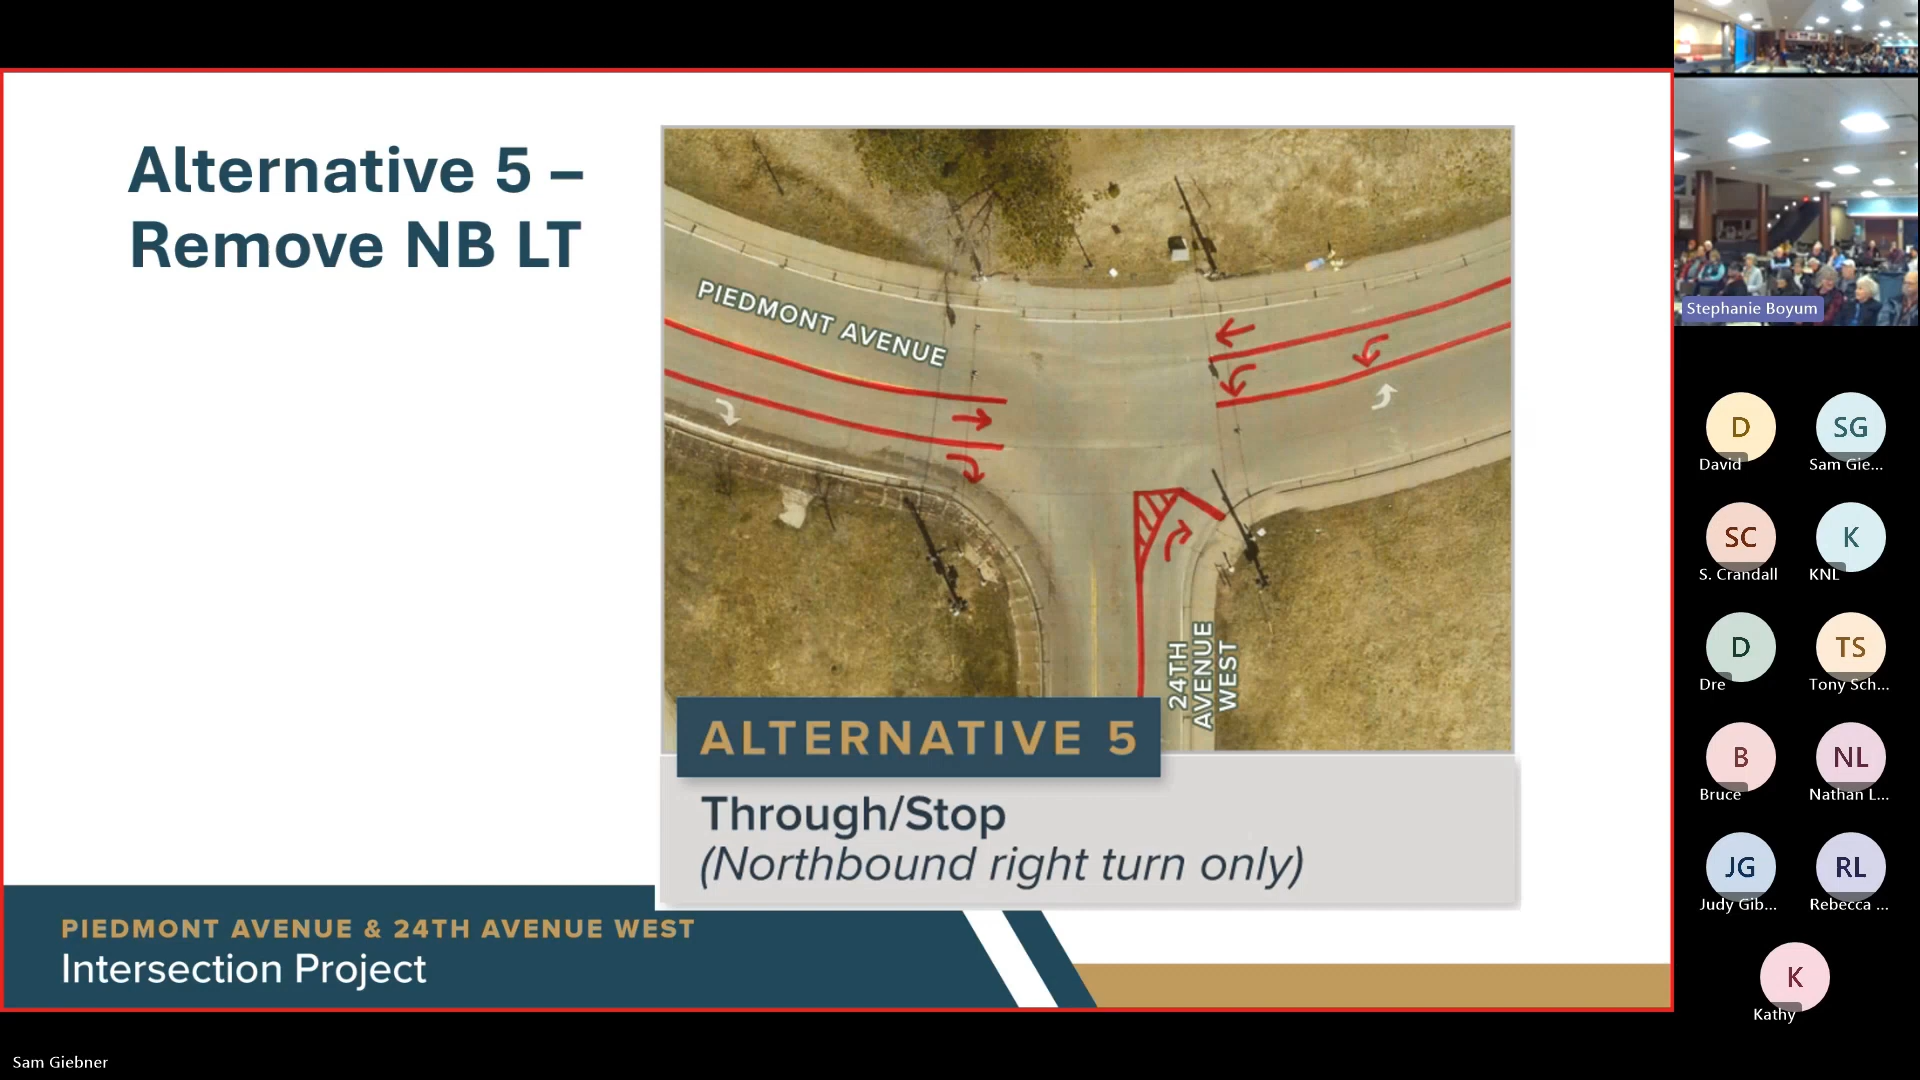 Alternative 5 –
Remove NB LT
PIEDMONT AVENUE
24TH
AVENUE
WEST
ALTERNATIVE 5
Through/Stop
(Northbound right turn only)
PIEDMONT AVENUE & 24TH AVENUE WEST
Intersection Project
Stephanie Boyum
D
David
SG
Sam Gie...
SC
S. Crandall
K
KNL
D
Dre
TS
Tony Sch...
B
Bruce
NL
Nathan L...
JG
Judy Gib...
RL
Rebecca ...
K
Kathy
Sam Giebner